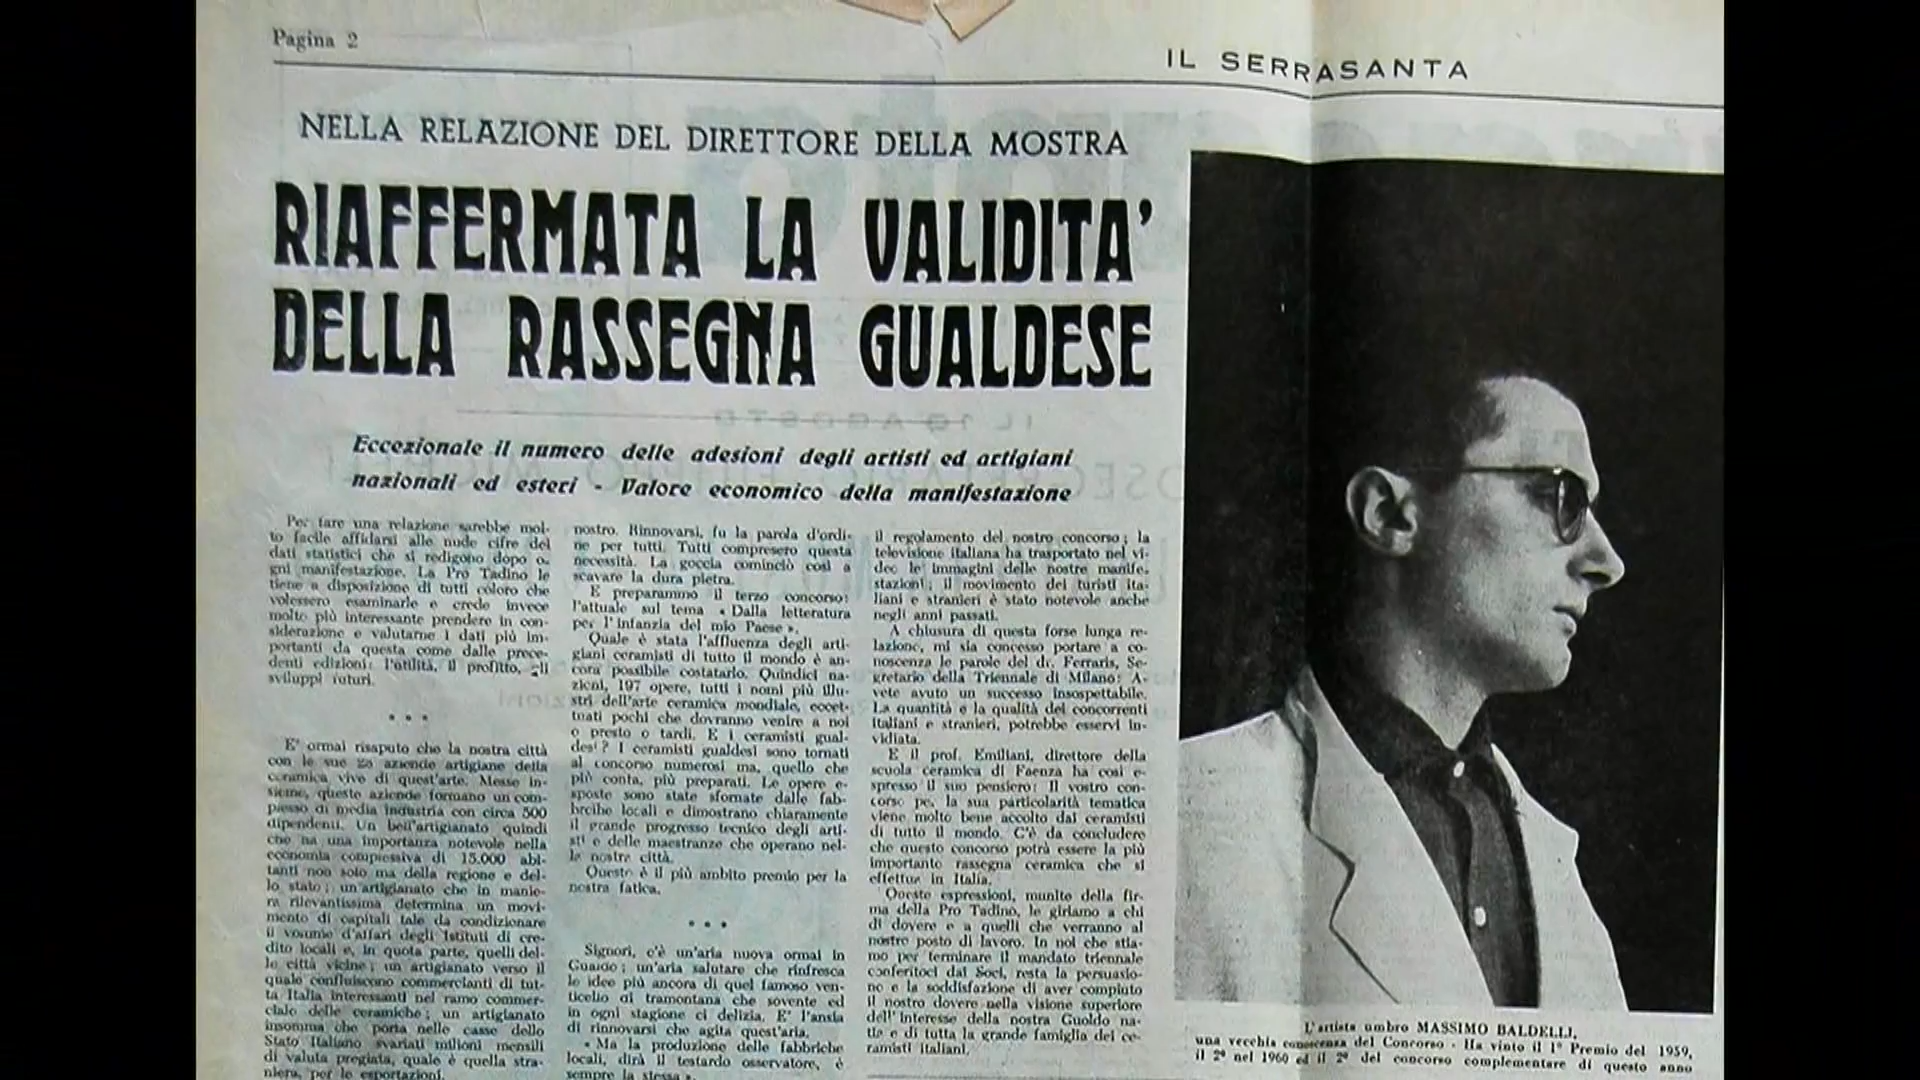 Pagina 2
IL SERRASANTA
NELLA RELAZIONE DEL DIRETTORE DELLA MOSTRA
RIAFFERMATA LA VALIDITA'
DELLA RASSEGNA GUALDESE
Eccezionale il numero delle adesioni degli artisti ed artigiani
nazionali ed esteri - Valore economico della manifestazione
Per fare una relazione sarebbe mol-
to facile affidarsi alle nude cifre dei
dati statistici che si redigono dopo o-
gni manifestazione. La Pro Tadino le
tiene a disposizione di tutti coloro che
volessero esaminarle e credo invece
molto più interessante prendere in con-
siderazione e valutarne i dati più im-
portanti da questa come dalle prece-
denti edizioni: l'utilità, il profitto, gli
sviluppi futuri.
* * *
E' ormai risaputo che la nostra città
con le sue aziende artigiane della
ceramica vive di quest'arte. Messe in-
sieme, queste aziende formano un com-
plesso di media industria con circa 500
dipendenti. Un bell'artigianato quindi
che ha una importanza notevole nella
economia complessiva di 15.000 abi-
tanti non solo ma della regione e del-
lo stato; un'artigianato che in manie-
ra rilevantissima determina un movi-
mento di capitali tale da condizionare
il volume d'affari degli Istituti di cre-
dito locali e, in quota parte, quelli del-
le città vicine; un artigianato verso il
quale confluiscono commercianti di tut-
ta Italia interessanti nel ramo commer-
ciale delle ceramiche; un artigianato
insomma che porta nelle casse dello
Stato Italiano svariati milioni mensili
di valuta pregiata, quale è quella stra-
niera, per le esportazioni.
nostro. Rinnovarsi, fu la parola d'ordi-
ne per tutti. Tutti compresero questa
necessità. La goccia cominciò così a
scavare la dura pietra.
E preparammo il terzo concorso:
l'attuale sul tema « Dalla letteratura
per l'infanzia del mio Paese ».
Quale è stata l'affluenza degli arti-
giani ceramisti di tutto il mondo è an-
cora possibile costatarlo. Quindici na-
zioni, 197 opere, tutti i nomi più illu-
stri dell'arte ceramica mondiale, eccet-
tuati pochi che dovranno venire a noi
o presto o tardi. E i ceramisti gual-
desi? I ceramisti gualdesi sono tornati
al concorso numerosi ma, quello che
più conta, più preparati. Le opere e-
sposte sono state sfornate dalle fab-
briche locali e dimostrano chiaramente
il grande progresso tecnico degli arti-
sti e delle maestranze che operano nel-
la nostra città.
Questo è il più ambito premio per la
nostra fatica.
* * *
Signori, c'è un'aria nuova ormai in
Gualdo; un'aria salutare che rinfresca
le idee più ancora di quel famoso ven-
ticello di tramontana che sovente ed
in ogni stagione ci delizia. E' l'ansia
di rinnovarsi che agita quest'aria.
« Ma la produzione delle fabbriche
locali, dirà il testardo osservatore, è
sempre la stessa ».
il regolamento del nostro concorso; la
televisione italiana ha trasportato nel vi-
deo le immagini delle nostre manife-
stazioni; il movimento dei turisti ita-
liani e stranieri è stato notevole anche
negli anni passati.
A chiusura di questa forse lunga re-
lazione, mi sia concesso portare a co-
noscenza le parole del dr. Ferraris, Se-
gretario della Triennale di Milano: A-
vete avuto un successo insospettabile.
La quantità e la qualità dei concorrenti
italiani e stranieri, potrebbe esservi in-
vidiata.
E il prof. Emiliani, direttore della
scuola ceramica di Faenza ha così e-
spresso il suo pensiero: Il vostro con-
corso per la sua particolarità tematica
viene molto bene accolto dai ceramisti
di tutto il mondo. C'è da concludere
che questo concorso potrà essere la più
importante rassegna ceramica che si
effettua in Italia.
Queste espressioni, munite della fir-
ma della Pro Tadino, le giriamo a chi
di dovere e a quelli che verranno al
nostro posto di lavoro. In noi che stia-
mo per terminare il mandato triennale
conferitoci dai Soci, resta la persuasio-
ne e la soddisfazione di aver compiuto
il nostro dovere nella visione superiore
dell'interesse della nostra Gualdo na-
tia e di tutta la grande famiglia dei ce-
ramisti italiani.
L'artista umbro MASSIMO BALDELLI,
una vecchia conoscenza del Concorso - Ha vinto il 1° Premio del 1959,
il 2° nel 1960 ed il 2° del concorso complementare di questo anno